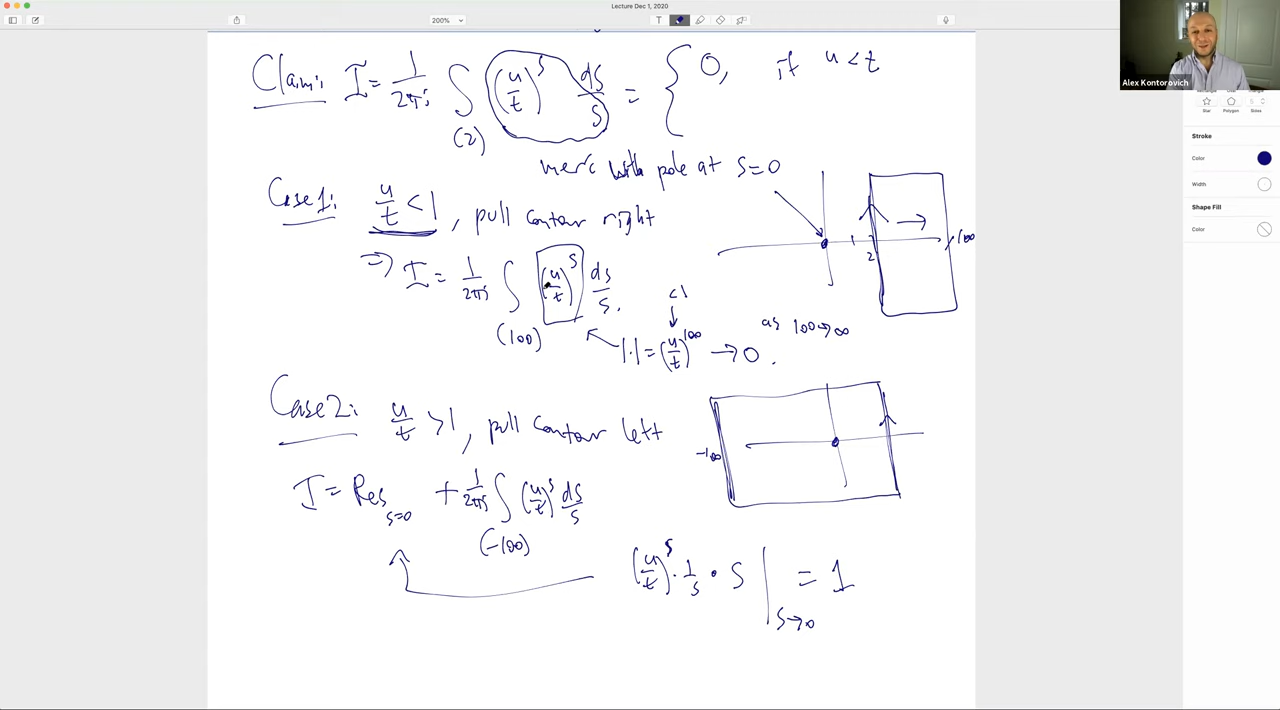 Lecture Dec 1, 2020
200%
Alex Kontorovich
Star
Polygon
Sides
Stroke
Color
Width
Shape Fill
Color
Claim: I = 1/2πi ∫(2) (u/t)^s ds/s = { 0, if u < t
mero with pole at s=0
Case 1: u/t < 1, pull contour right
1 2 100
⇒ I = 1/2πi ∫(100) (u/t)^s ds/s.
<1
|·| = (u/t)^100 → 0 as 100→∞.
Case 2: u/t > 1, pull contour left
-100
I = Res s=0 + 1/2πi ∫(-100) (u/t)^s ds/s
(u/t)^s · 1/s · s | s→0 = 1